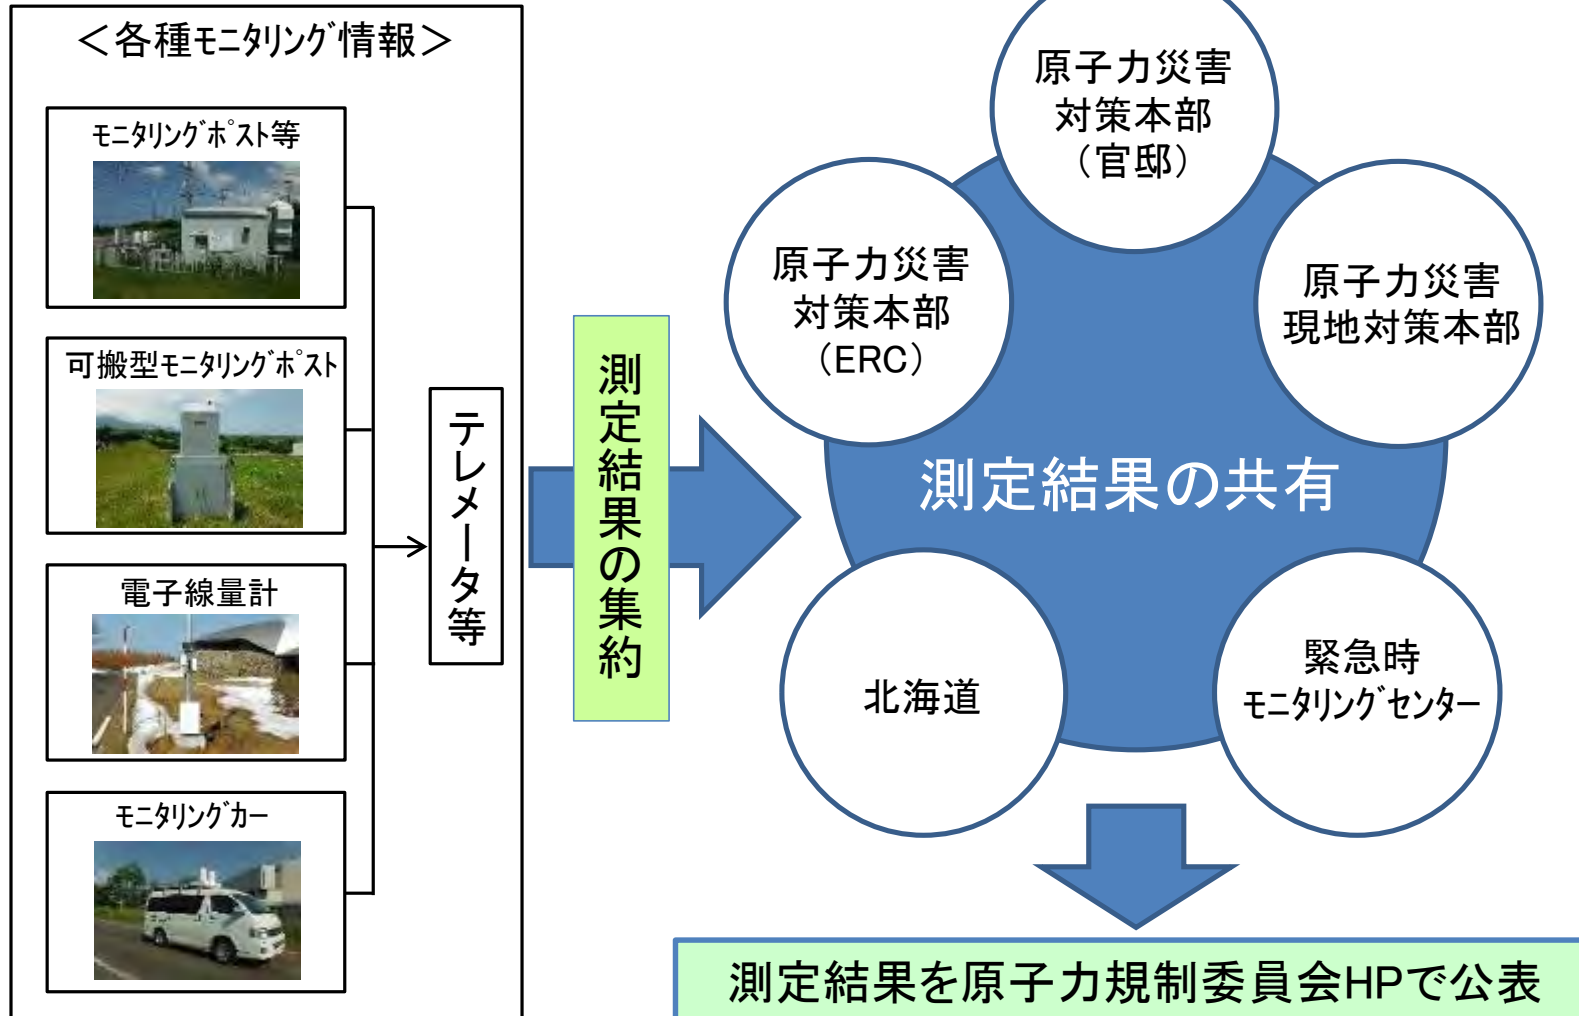 ＜各種ﾓﾆﾀﾘﾝｸﾞ情報＞
ﾓﾆﾀﾘﾝｸﾞﾎﾟｽﾄ等
可搬型ﾓﾆﾀﾘﾝｸﾞﾎﾟｽﾄ
電子線量計
ﾓﾆﾀﾘﾝｸﾞｶｰ
テレメータ等
測定結果の集約
原子力災害
対策本部
（官邸）
原子力災害
対策本部
（ERC）
原子力災害
現地対策本部
測定結果の共有
北海道
緊急時
ﾓﾆﾀﾘﾝｸﾞｾﾝﾀｰ
測定結果を原子力規制委員会HPで公表